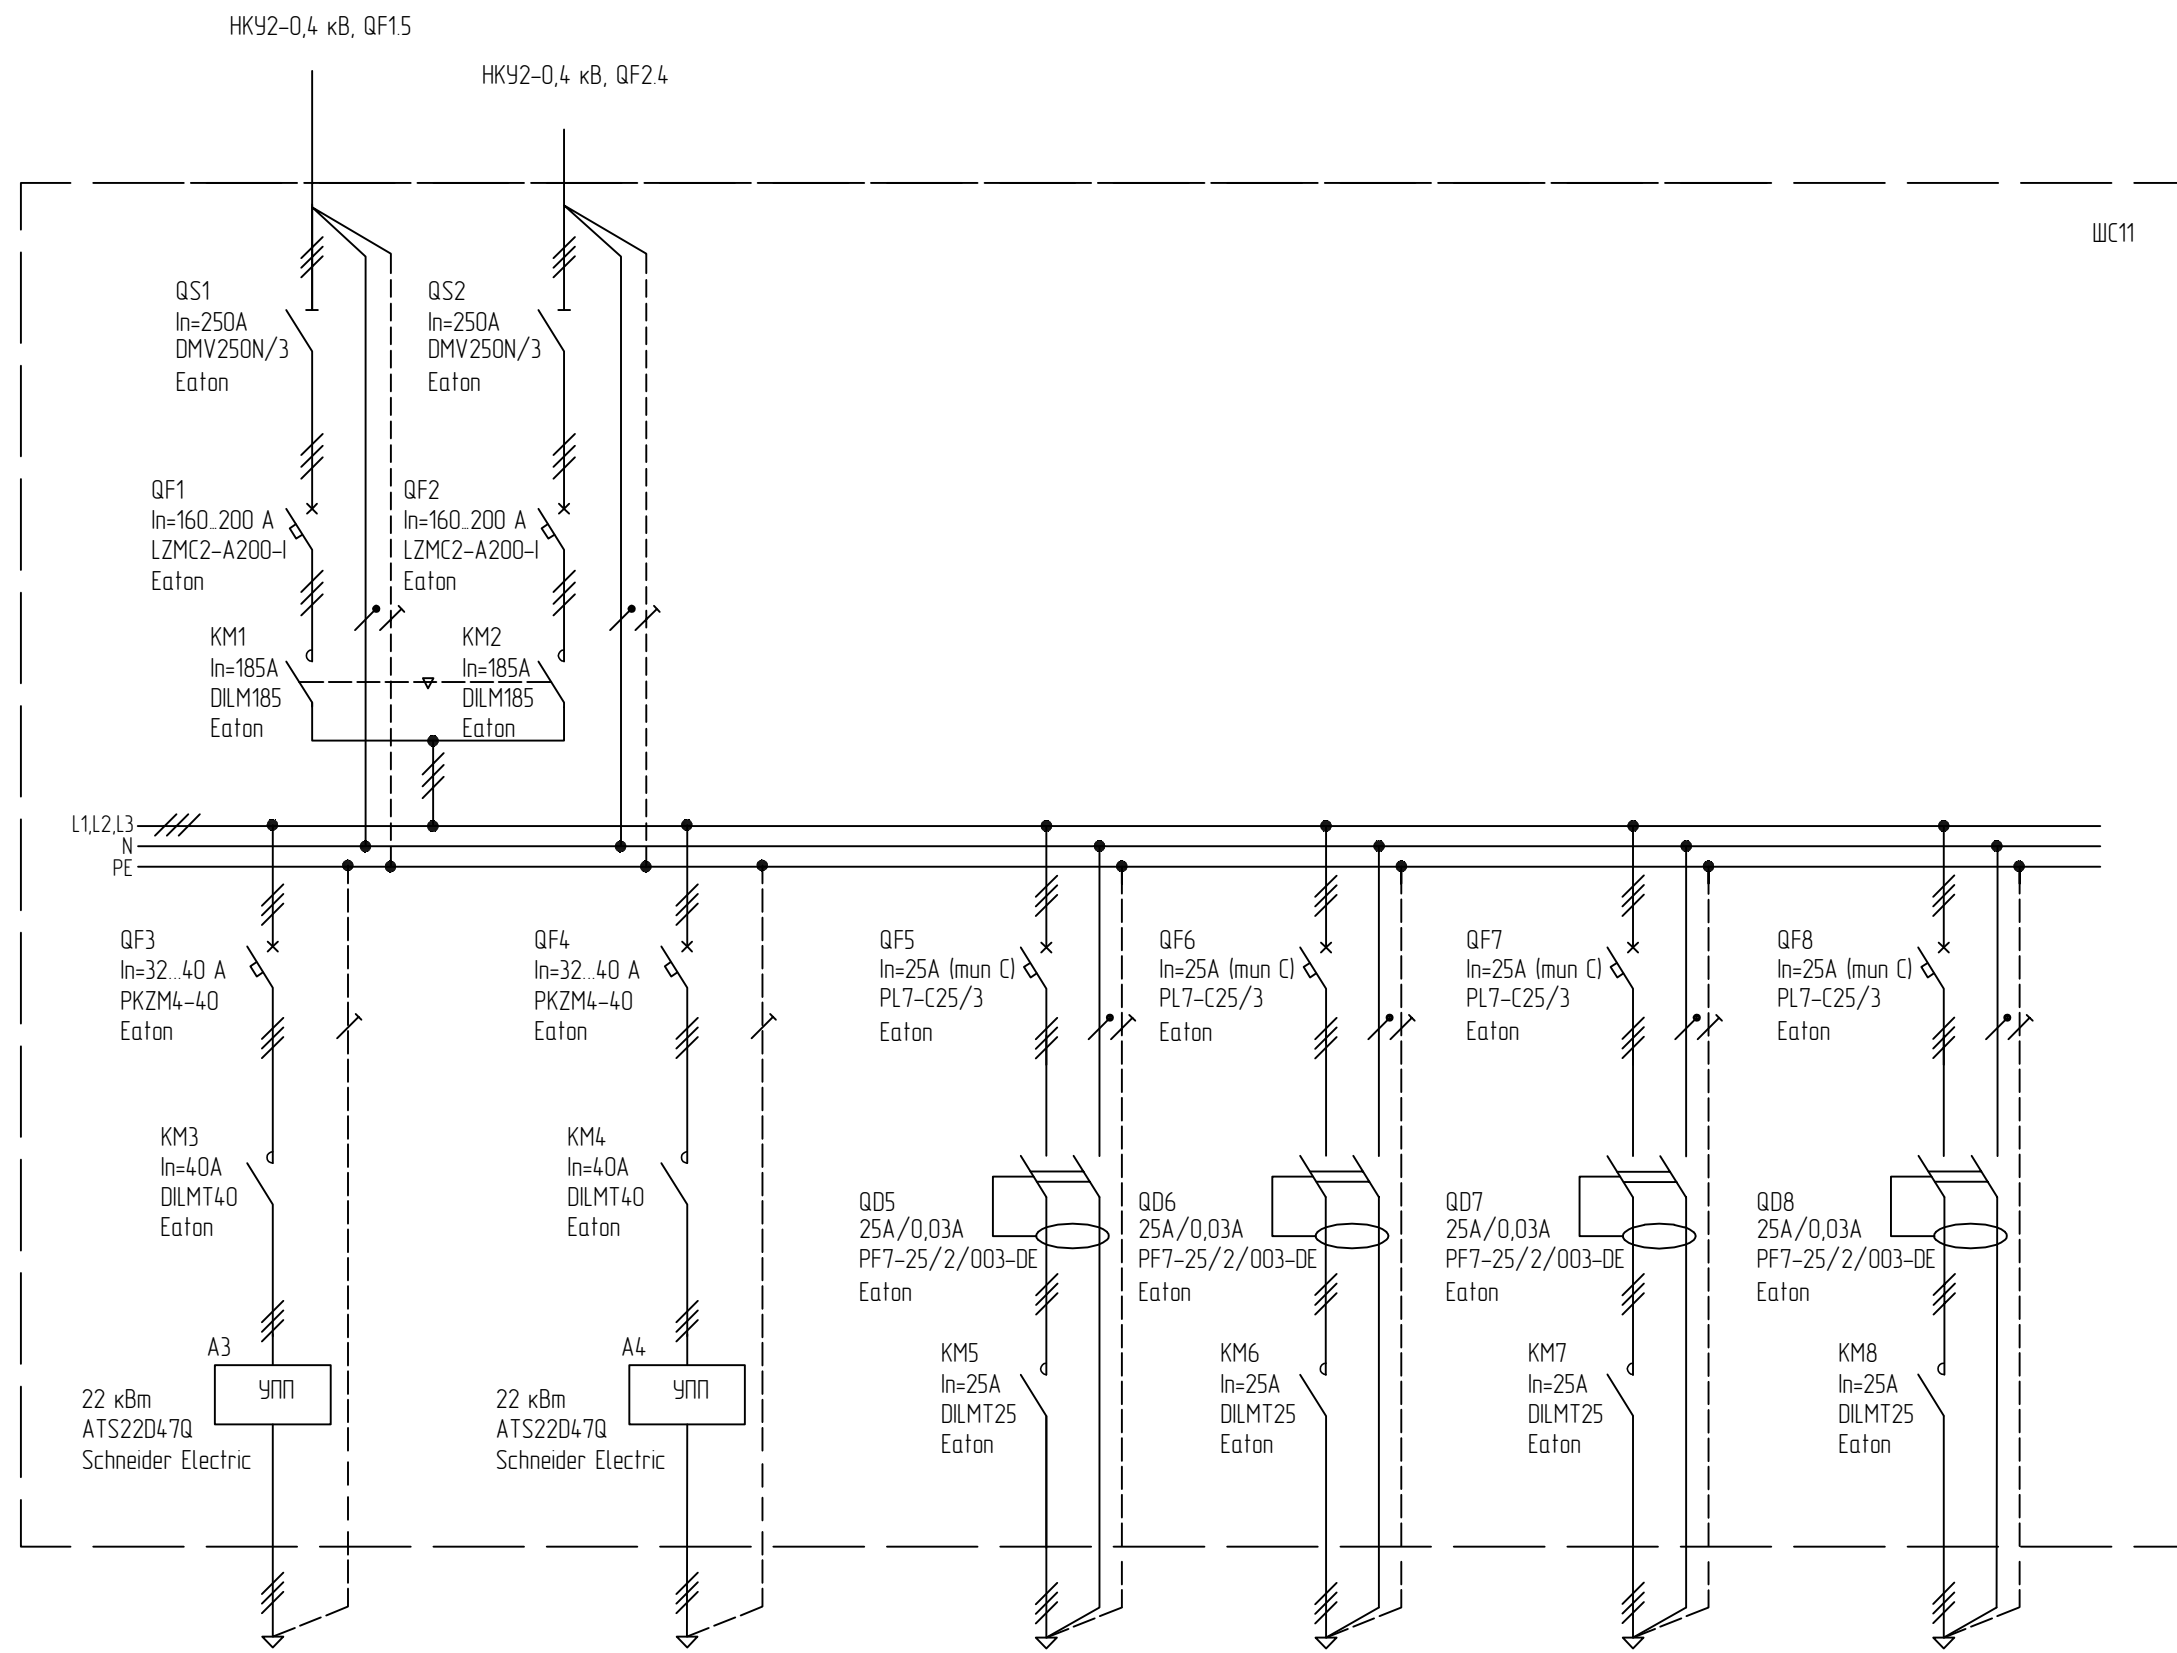 НКУ2-0,4 кВ, QF1.5
НКУ2-0,4 кВ, QF2.4
ШС11
QS1
In=250A
DMV250N/3
Eaton
QS2
In=250A
DMV250N/3
Eaton
QF1
In=160...200 A
LZMC2-A200-I
Eaton
QF2
In=160...200 A
LZMC2-A200-I
Eaton
KM1
In=185A
DILM185
Eaton
KM2
In=185A
DILM185
Eaton
L1,L2,L3
N
PE
QF3
In=32...40 A
PKZM4-40
Eaton
QF4
In=32...40 A
PKZM4-40
Eaton
QF5
In=25A (тип C)
PL7-C25/3
Eaton
QF6
In=25A (тип C)
PL7-C25/3
Eaton
QF7
In=25A (тип C)
PL7-C25/3
Eaton
QF8
In=25A (тип C)
PL7-C25/3
Eaton
KM3
In=40A
DILMT40
Eaton
KM4
In=40A
DILMT40
Eaton
QD5
25A/0,03A
PF7-25/2/003-DE
Eaton
QD6
25A/0,03A
PF7-25/2/003-DE
Eaton
QD7
25A/0,03A
PF7-25/2/003-DE
Eaton
QD8
25A/0,03A
PF7-25/2/003-DE
Eaton
A3
УПП
22 кВт
ATS22D47Q
Schneider Electric
A4
УПП
22 кВт
ATS22D47Q
Schneider Electric
KM5
In=25A
DILMT25
Eaton
KM6
In=25A
DILMT25
Eaton
KM7
In=25A
DILMT25
Eaton
KM8
In=25A
DILMT25
Eaton